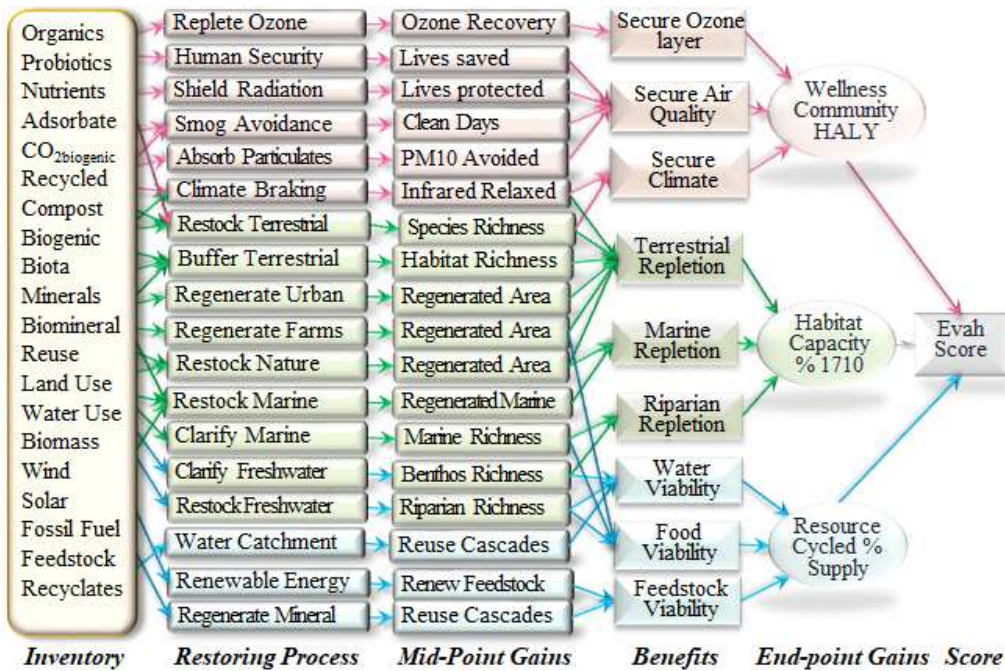 Organics
Probiotics
Nutrients
Adsorbate
CO2biogenic
Recycled
Compost
Biogenic
Biota
Minerals
Biomineral
Reuse
Land Use
Water Use
Biomass
Wind
Solar
Fossil Fuel
Feedstock
Recyclates
Replete Ozone
Human Security
Shield Radiation
Smog Avoidance
Absorb Particulates
Climate Braking
Restock Terrestrial
Buffer Terrestrial
Regenerate Urban
Regenerate Farms
Restock Nature
Restock Marine
Clarify Marine
Clarify Freshwater
Restock Freshwater
Water Catchment
Renewable Energy
Regenerate Mineral
Ozone Recovery
Lives saved
Lives protected
Clean Days
PM10 Avoided
Infrared Relaxed
Species Richness
Habitat Richness
Regenerated Area
Regenerated Area
Regenerated Area
Regenerated Marine
Marine Richness
Benthos Richness
Riparian Richness
Reuse Cascades
Renew Feedstock
Reuse Cascades
Secure Ozone
layer
Secure Air
Quality
Secure
Climate
Terrestrial
Repletion
Marine
Repletion
Riparian
Repletion
Water
Viability
Food
Viability
Feedstock
Viability
Wellness
Community
HALY
Habitat
Capacity
% 1710
Resource
Cycled %
Supply
Evah
Score
Inventory Restoring Process Mid-Point Gains Benefits End-point Gains Score